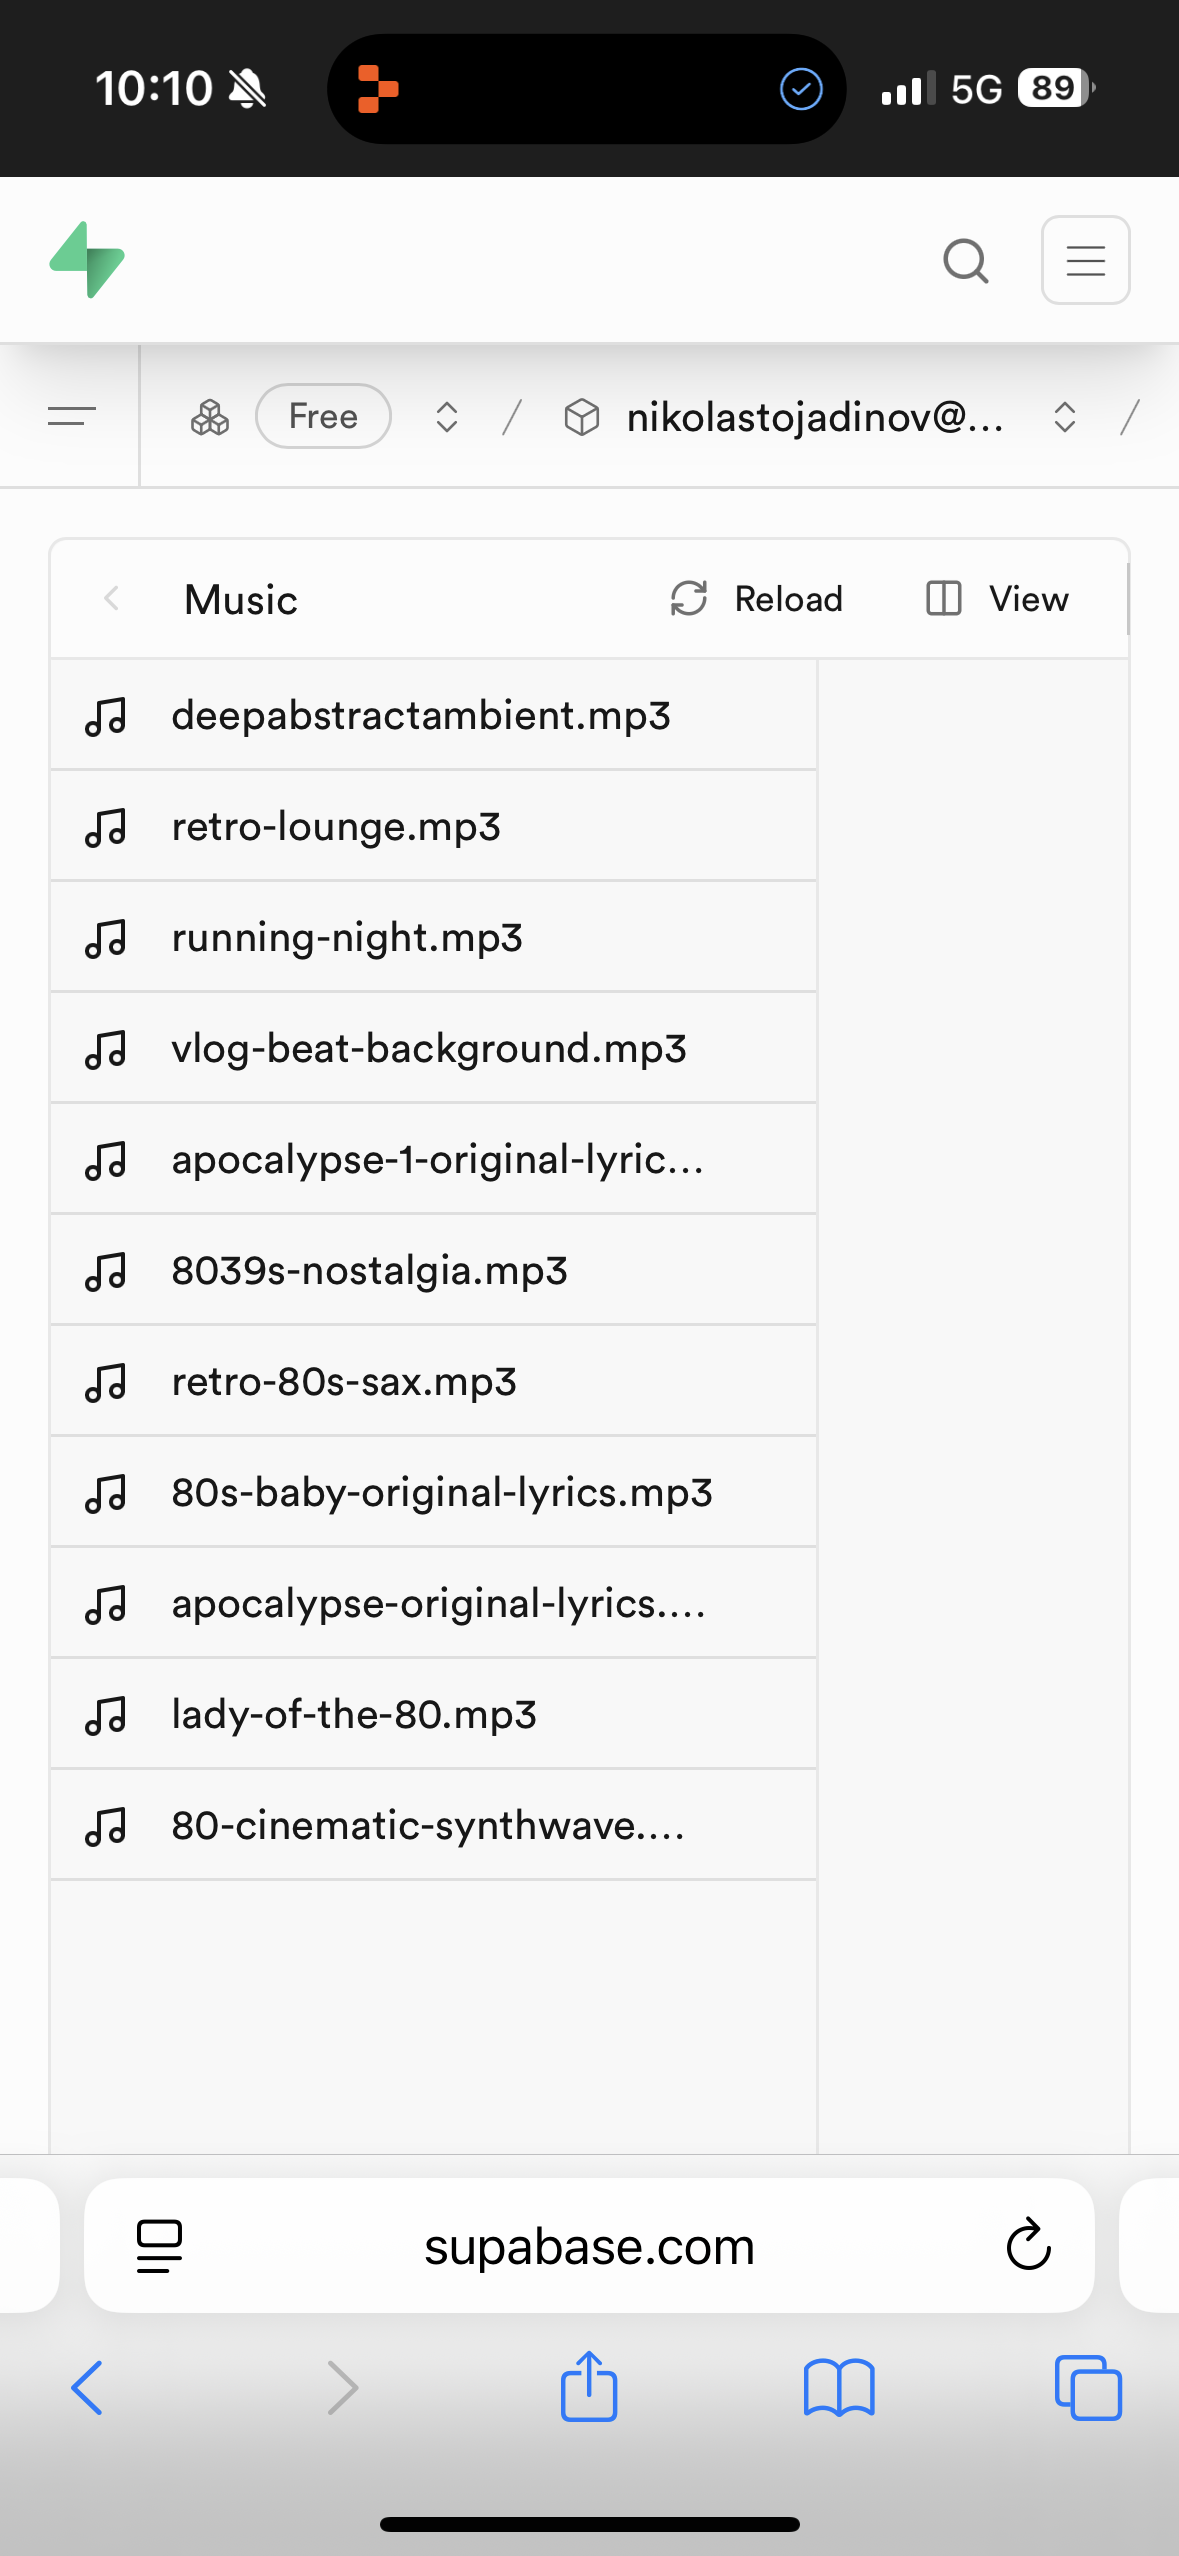 10:10 5G 89
Free / nikolastojadinov@... /
Music Reload View
deepabstractambient.mp3
retro-lounge.mp3
running-night.mp3
vlog-beat-background.mp3
apocalypse-1-original-lyric...
8039s-nostalgia.mp3
retro-80s-sax.mp3
80s-baby-original-lyrics.mp3
apocalypse-original-lyrics....
lady-of-the-80.mp3
80-cinematic-synthwave....
supabase.com